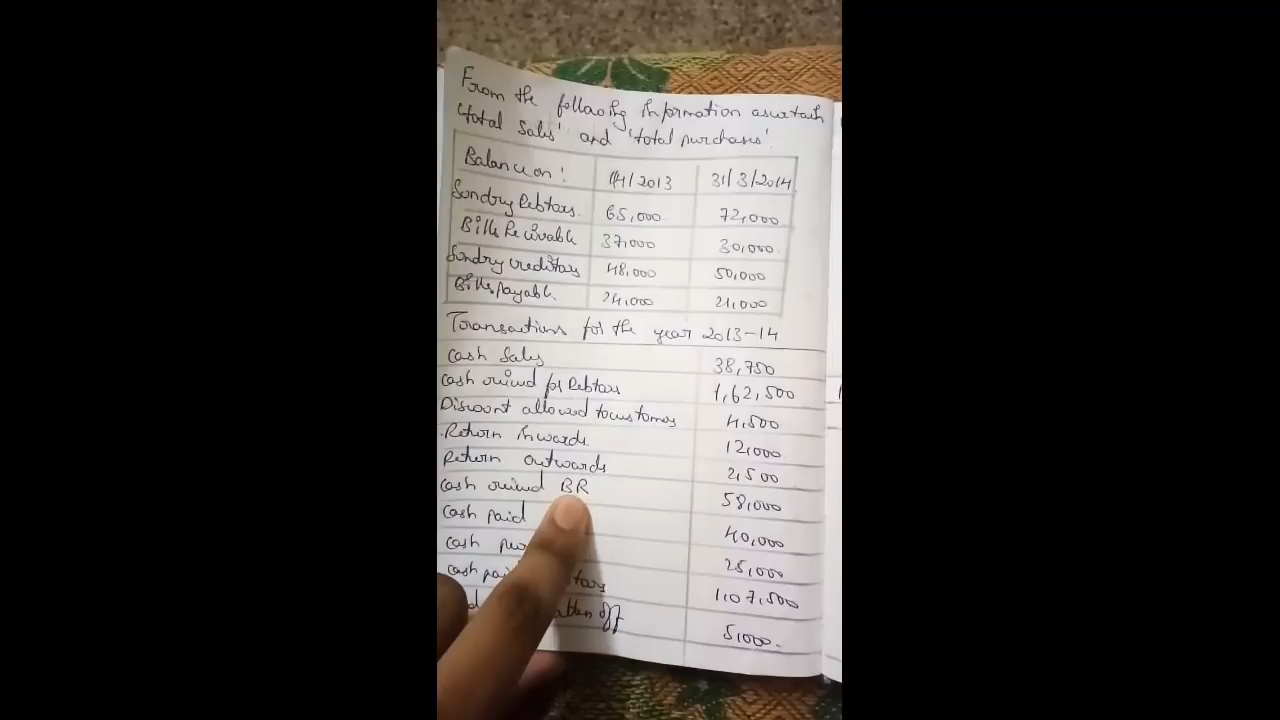 From the following Information ascertain
'total Sales' and 'total purchases'.
Balance on: 1/4/2013 31/3/2014
Sundry Debtors. 65,000 72,000
Bills Receivable 37,000 30,000
Sundry creditors 48,000 50,000
Bills payable. 24,000 21,000
Transactions for the year 2013-14
Cash Sales 38,750
Cash received for Debtors 1,62,500
Discount allowed to customers 4,500
Return Inwards 12,000
Return outwards 2,500
Cash received BR 58,000
Cash paid 40,000
Cash 25,000
Cash 1,07,500
off 5,000.